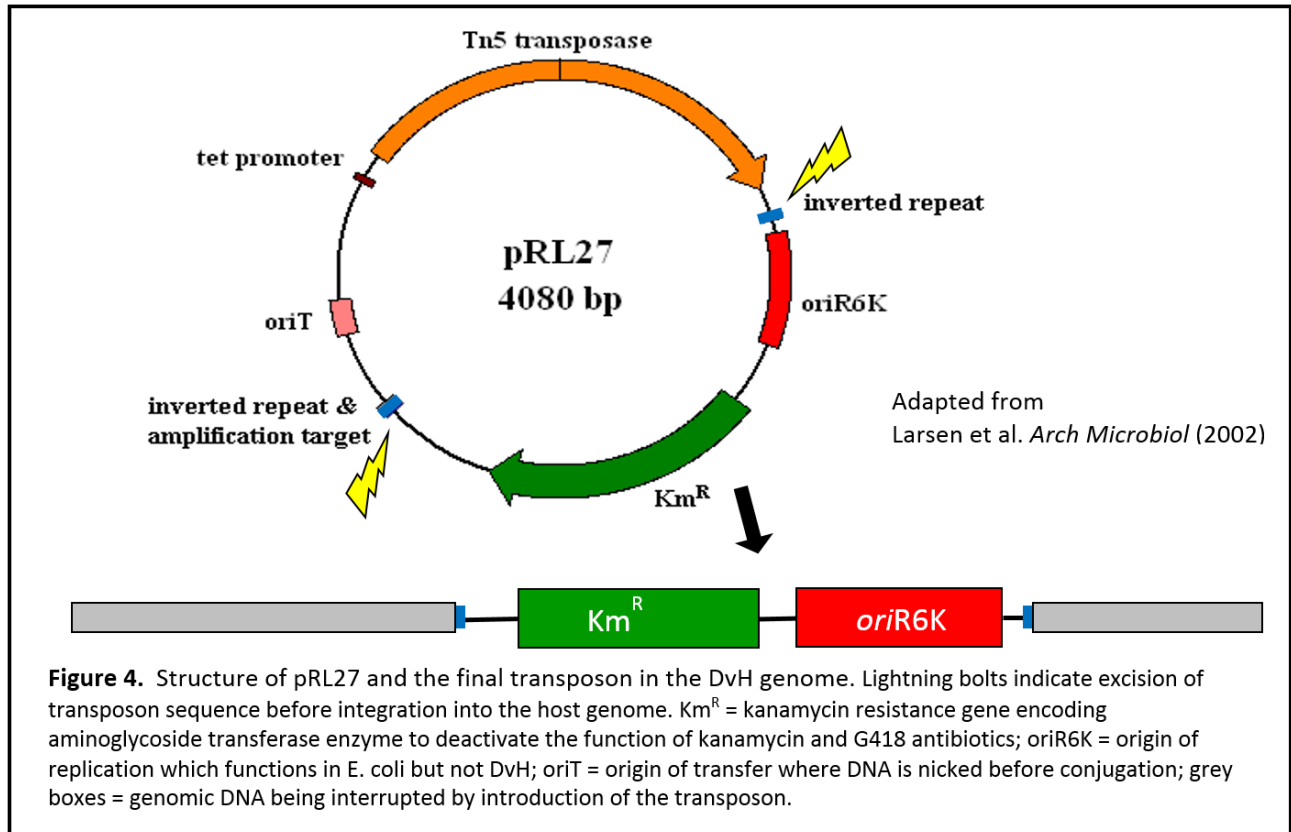 Tn5 transposase
tet promoter
inverted repeat
pRL27
4080 bp
oriR6K
oriT
inverted repeat &
amplification target
Adapted from
Larsen et al. Arch Microbiol (2002)
Km^R
Km^R
oriR6K
Figure 4. Structure of pRL27 and the final transposon in the DvH genome. Lightning bolts indicate excision of
transposon sequence before integration into the host genome. Km^R = kanamycin resistance gene encoding
aminoglycoside transferase enzyme to deactivate the function of kanamycin and G418 antibiotics; oriR6K = origin of
replication which functions in E. coli but not DvH; oriT = origin of transfer where DNA is nicked before conjugation; grey
boxes = genomic DNA being interrupted by introduction of the transposon.